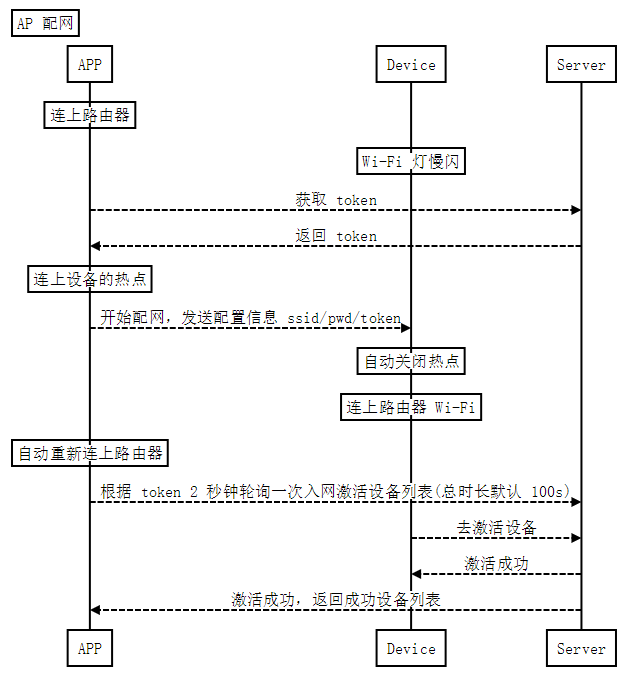 AP 配网
APP
Device
Server
连上路由器
Wi-Fi 灯慢闪
获取 token
返回 token
连上设备的热点
开始配网，发送配置信息 ssid/pwd/token
自动关闭热点
连上路由器 Wi-Fi
自动重新连上路由器
根据 token 2 秒钟轮询一次入网激活设备列表(总时长默认 100s)
去激活设备
激活成功
激活成功，返回成功设备列表
APP
Device
Server